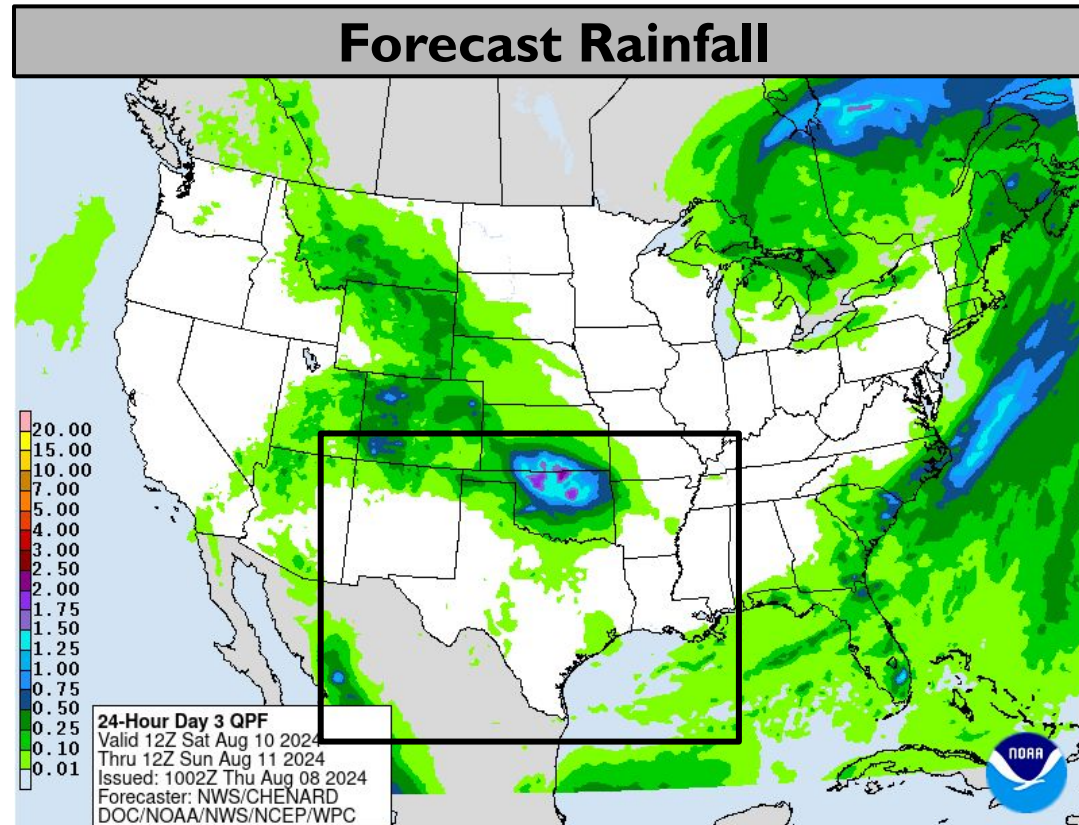 Forecast Rainfall
20.00
15.00
10.00
7.00
5.00
4.00
3.00
2.50
2.00
1.75
1.50
1.25
1.00
0.75
0.50
0.25
0.10
0.01
24-Hour Day 3 QPF
Valid 12Z Sat Aug 10 2024
Thru 12Z Sun Aug 11 2024
Issued: 1002Z Thu Aug 08 2024
Forecaster: NWS/CHENARD
DOC/NOAA/NWS/NCEP/WPC
NOAA